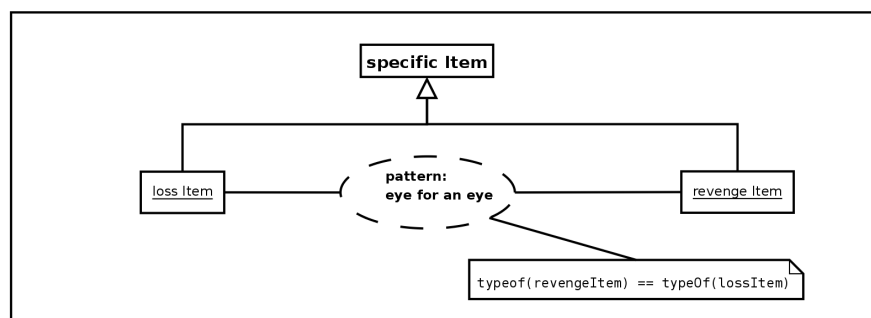 specific Item
loss Item
pattern:
eye for an eye
revenge Item
typeof(revengeItem) == typeOf(lossItem)